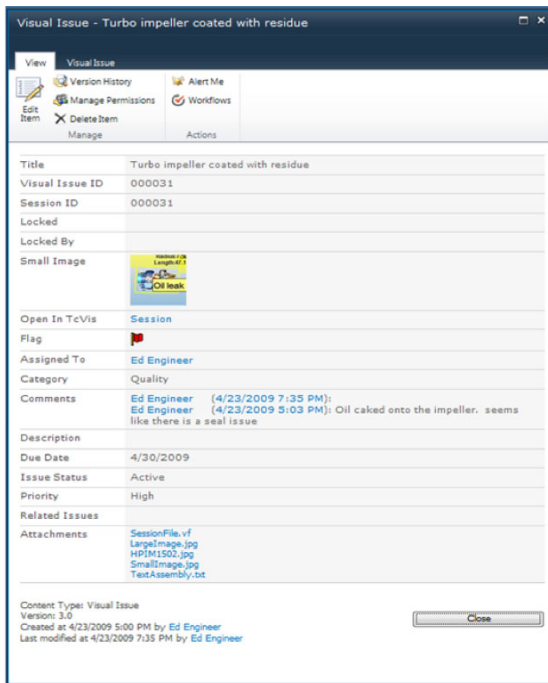 Visual Issue - Turbo impeller coated with residue
View Visual Issue
Edit Item
Version History
Manage Permissions
Delete Item
Manage
Alert Me
Workflows
Actions
Title Turbo impeller coated with residue
Visual Issue ID 000031
Session ID 000031
Locked
Locked By
Small Image
Length:47.1
Oil leak
Open In TcVis Session
Flag
Assigned To Ed Engineer
Category Quality
Comments Ed Engineer (4/23/2009 7:35 PM):
Ed Engineer (4/23/2009 5:03 PM): Oil caked onto the impeller. seems
like there is a seal issue
Description
Due Date 4/30/2009
Issue Status Active
Priority High
Related Issues
Attachments SessionFile.vf
LargeImage.jpg
HPIM1502.jpg
SmallImage.jpg
TextAssembly.txt
Content Type: Visual Issue
Version: 3.0
Created at 4/23/2009 5:00 PM by Ed Engineer
Last modified at 4/23/2009 7:35 PM by Ed Engineer
Close